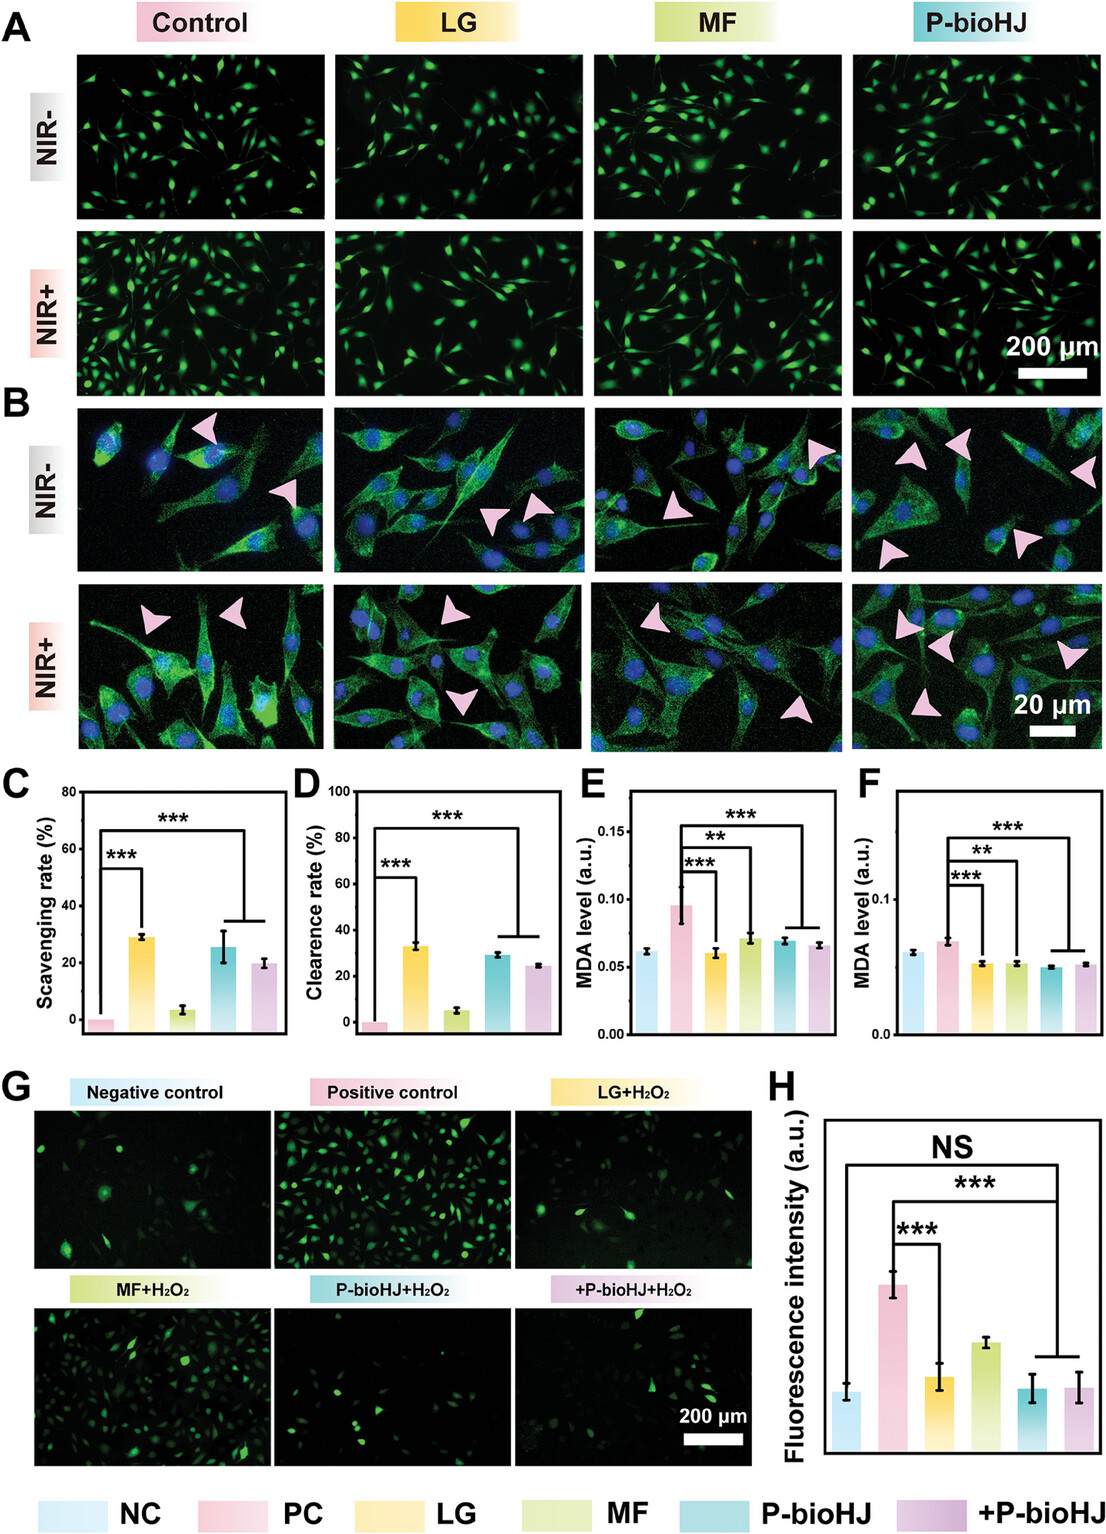 A
Control
LG
MF
P-bioHJ
NIR-
NIR+
200 μm
B
NIR-
NIR+
20 μm
C
Scavenging rate (%)
80
60
40
20
0
***
***
D
Clearence rate (%)
100
80
60
40
20
0
***
***
E
MDA level (a.u.)
0.15
0.10
0.05
0.00
***
**
***
F
MDA level (a.u.)
0.1
0.0
***
**
***
G
Negative control
Positive control
LG+H₂O₂
MF+H₂O₂
P-bioHJ+H₂O₂
+P-bioHJ+H₂O₂
200 μm
H
Fluorescence intensity (a.u.)
NS
***
***
NC
PC
LG
MF
P-bioHJ
+P-bioHJ